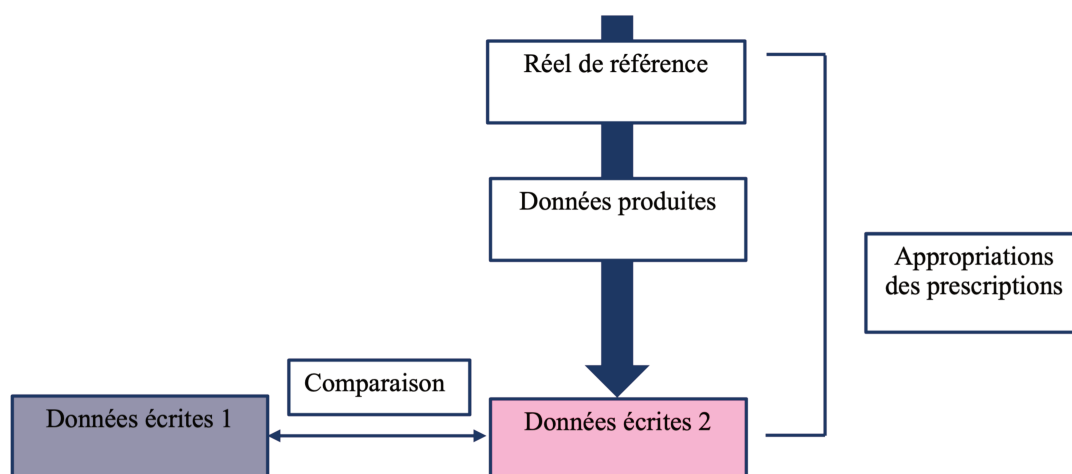 Réel de référence
Données produites
Appropriations
des prescriptions
Comparaison
Données écrites 1
Données écrites 2